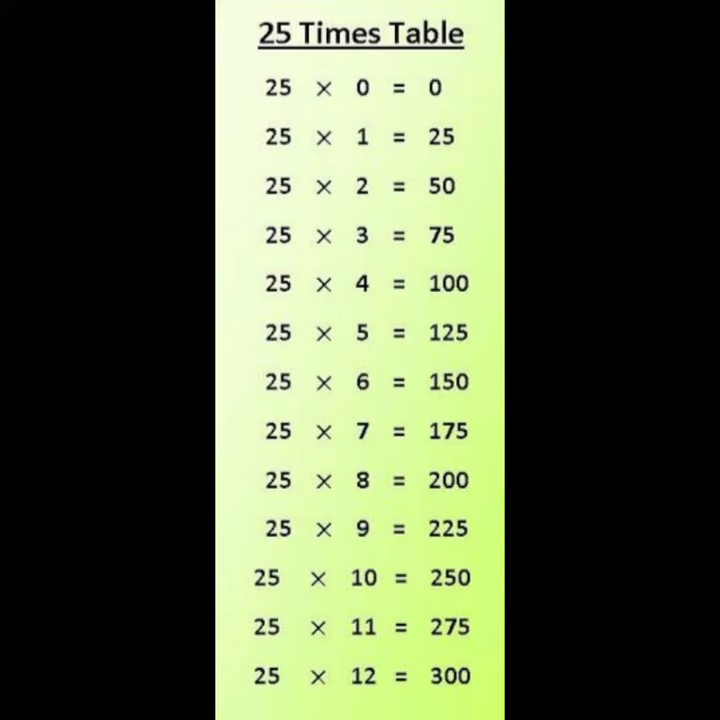 25 Times Table
25 × 0 = 0
25 × 1 = 25
25 × 2 = 50
25 × 3 = 75
25 × 4 = 100
25 × 5 = 125
25 × 6 = 150
25 × 7 = 175
25 × 8 = 200
25 × 9 = 225
25 × 10 = 250
25 × 11 = 275
25 × 12 = 300